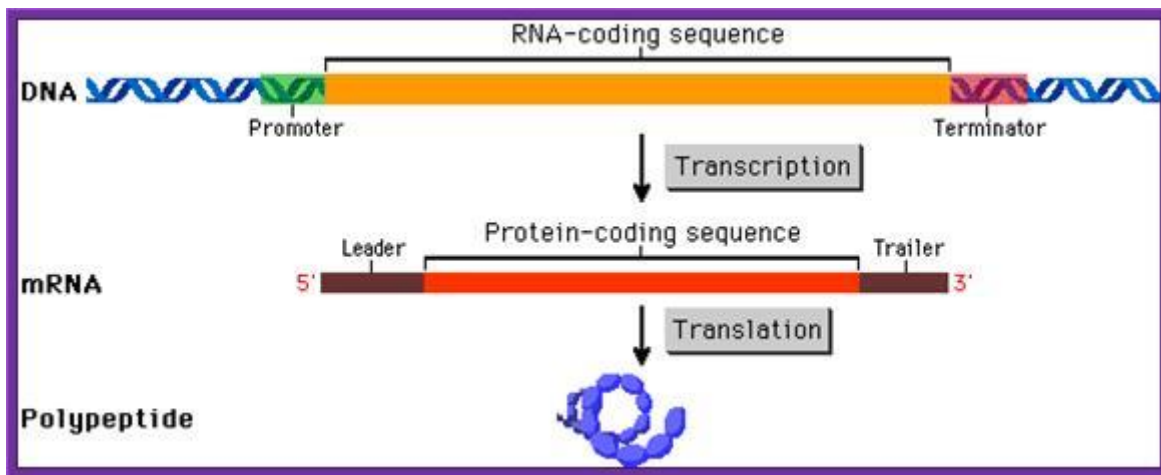 RNA-coding sequence
DNA
Promoter
Terminator
Transcription
Protein-coding sequence
Leader
Trailer
mRNA
5'
3'
Translation
Polypeptide